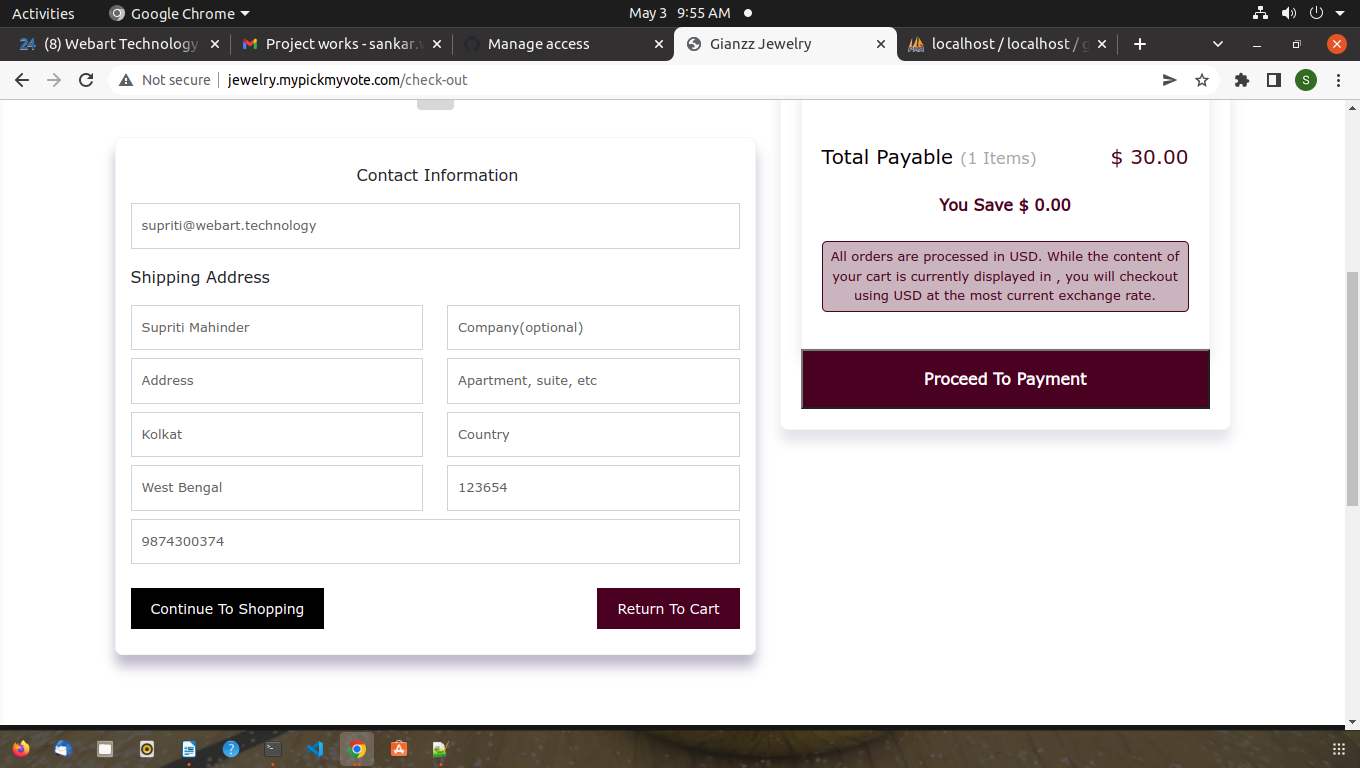 Activities
Google Chrome
May 3 9:55 AM
(8) Webart Technology
Project works - sankar.
Manage access
Gianzz Jewelry
localhost / localhost / g
Not secure
jewelry.mypickmyvote.com/check-out
S
Contact Information
supriti@webart.technology
Shipping Address
Supriti Mahinder
Company(optional)
Address
Apartment, suite, etc
Kolkat
Country
West Bengal
123654
9874300374
Continue To Shopping
Return To Cart
Total Payable (1 Items)
$ 30.00
You Save $ 0.00
All orders are processed in USD. While the content of
your cart is currently displayed in , you will checkout
using USD at the most current exchange rate.
Proceed To Payment